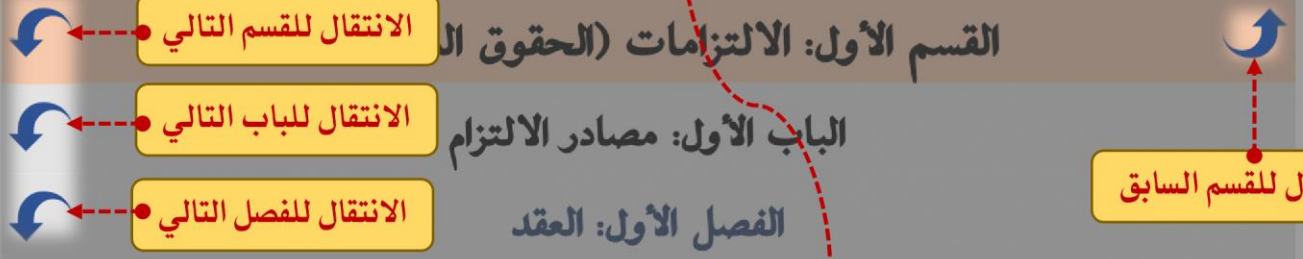 القسم الأول: الالتزامات (الحقوق
الانتقال للقسم التالي
الباب الأول: مصادر الالتزام
الانتقال للباب التالي
للقسم السابق
الفصل الأول: العقد
الانتقال للفصل التالي